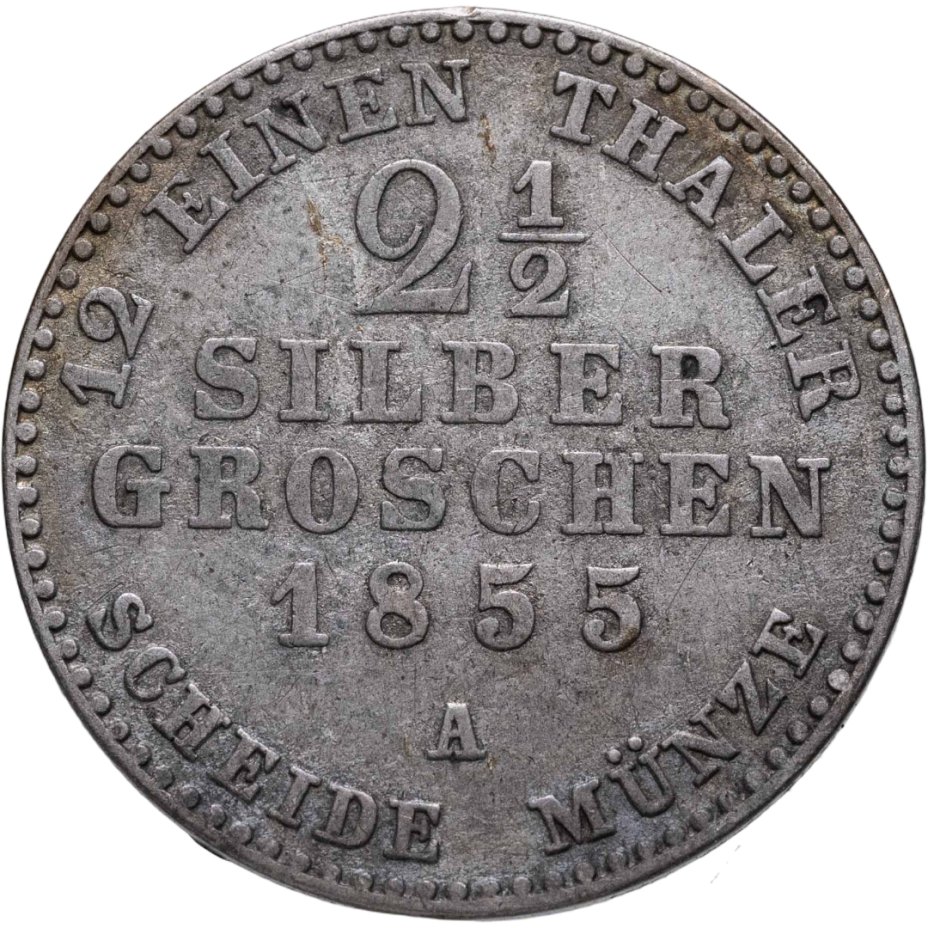 12 EINEN THALER
2 1/2
SILBER
GROSCHEN
1855
A
SCHEIDE MÜNZE